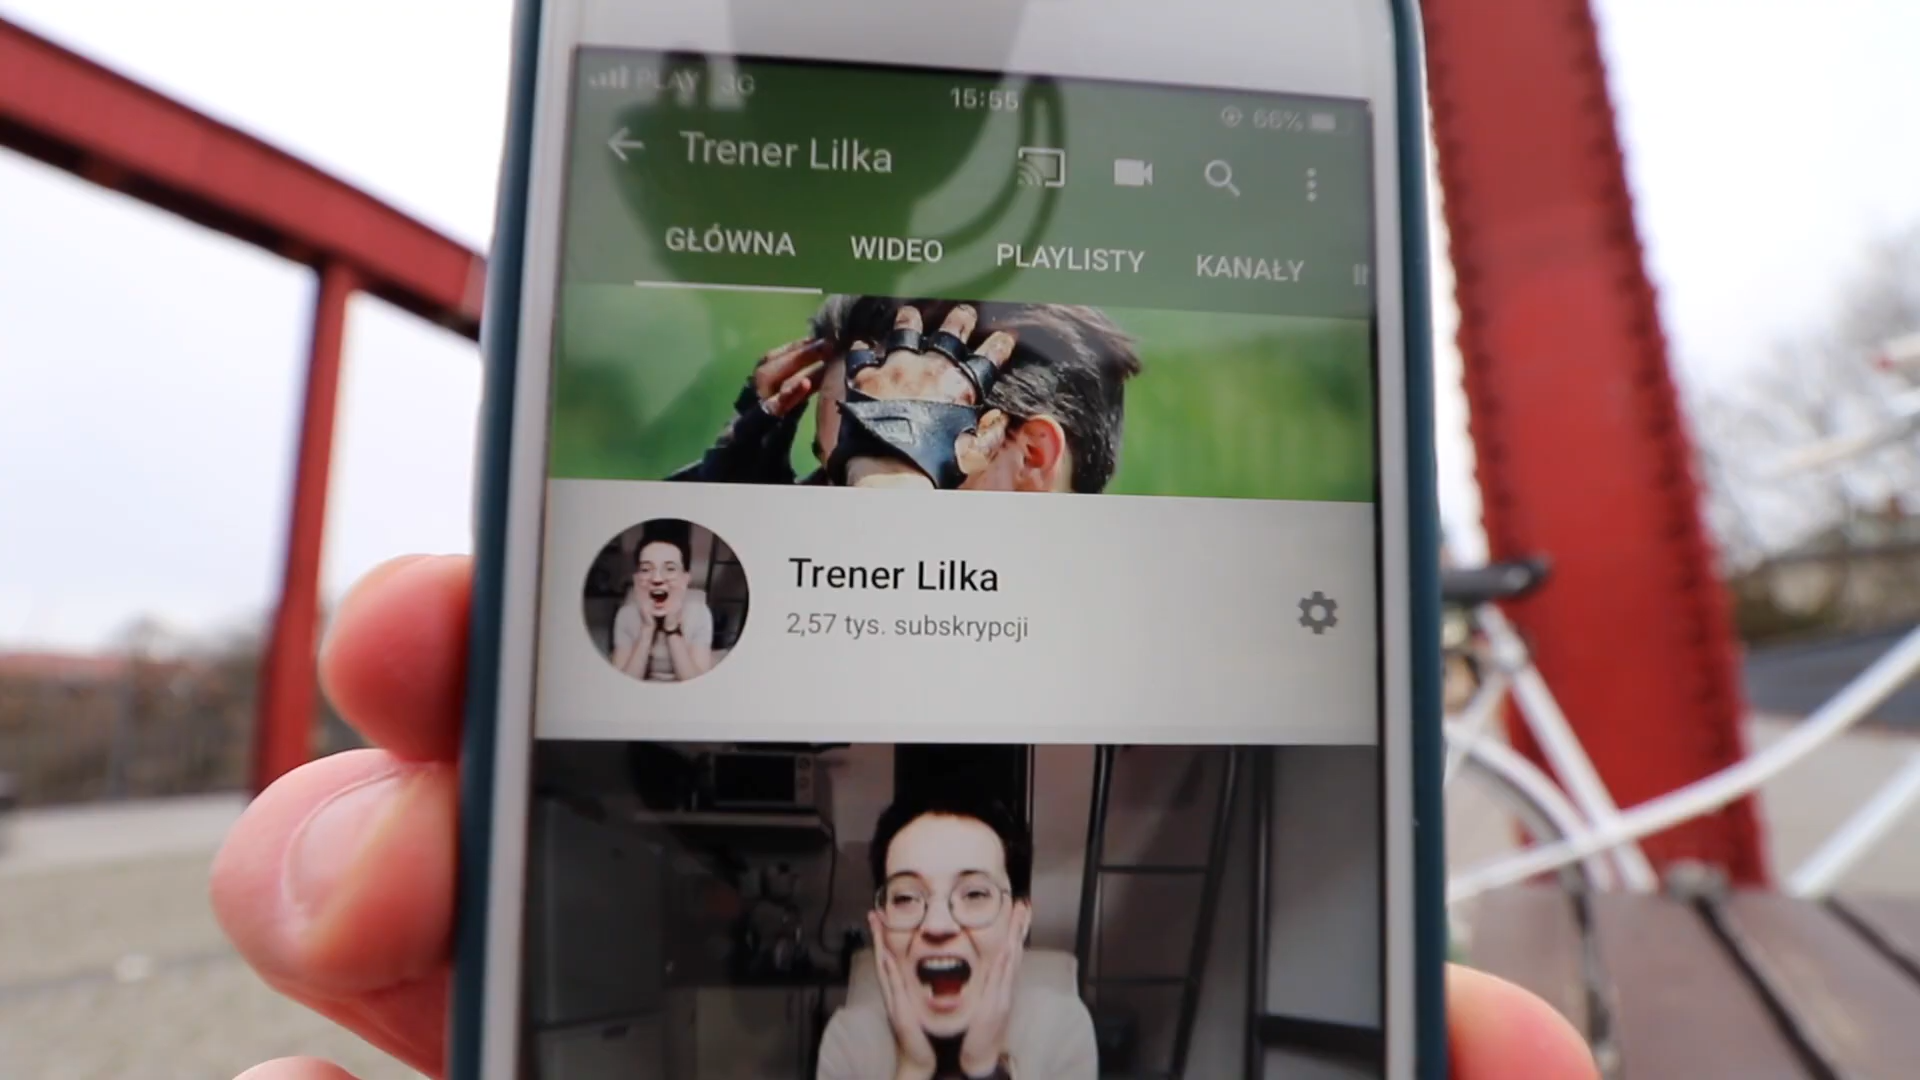 PLAY 3G 15:55 66%
Trener Lilka
GŁÓWNA WIDEO PLAYLISTY KANAŁY
Trener Lilka
2,57 tys. subskrypcji